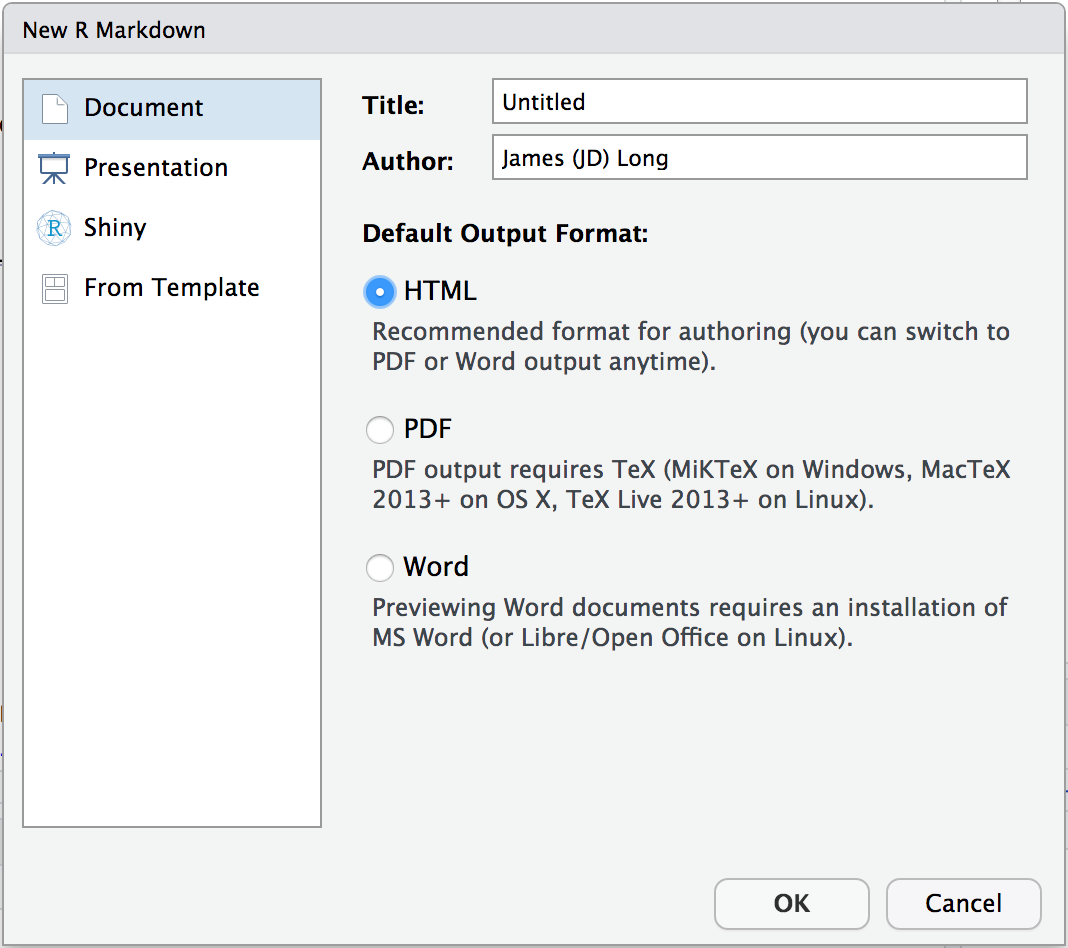 New R Markdown
Document
Presentation
R Shiny
From Template
Title: Untitled
Author: James (JD) Long
Default Output Format:
HTML
Recommended format for authoring (you can switch to
PDF or Word output anytime).
PDF
PDF output requires TeX (MiKTeX on Windows, MacTeX
2013+ on OS X, TeX Live 2013+ on Linux).
Word
Previewing Word documents requires an installation of
MS Word (or Libre/Open Office on Linux).
OK Cancel